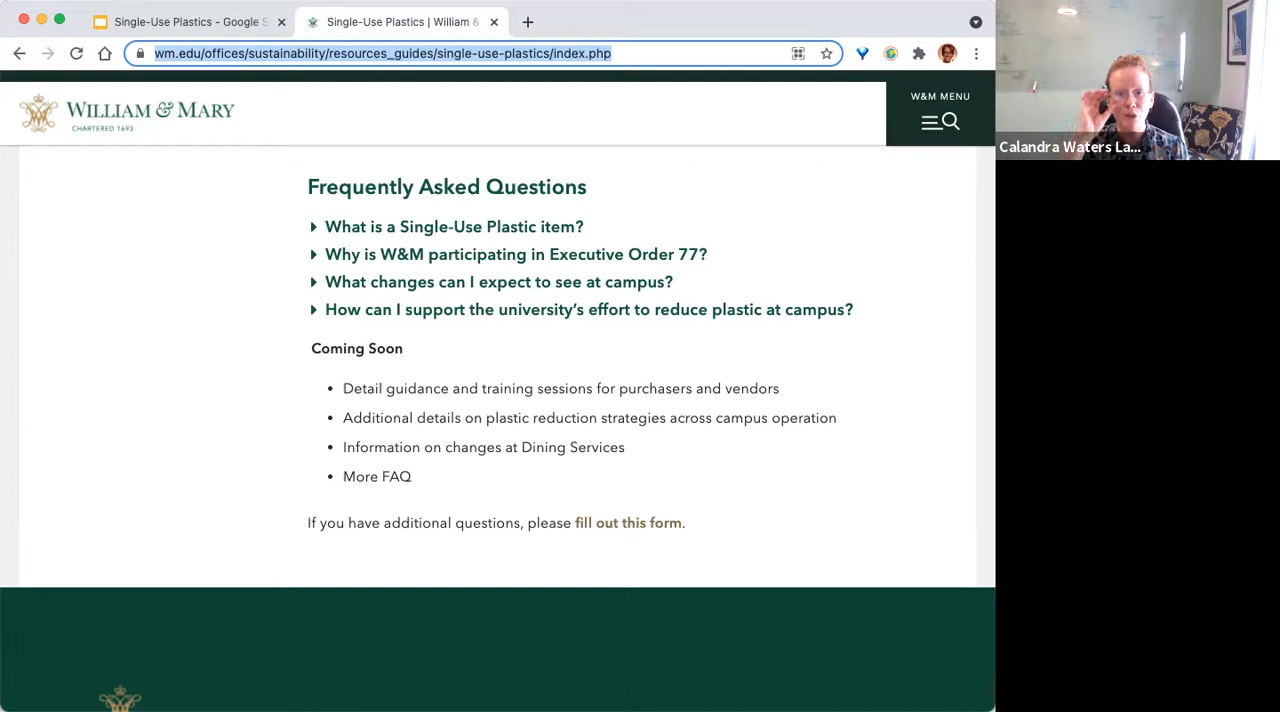 Single-Use Plastics - Google S
Single-Use Plastics | William &
wm.edu/offices/sustainability/resources_guides/single-use-plastics/index.php
WILLIAM & MARY
CHARTERED 1693
W&M MENU
Calandra Waters La...
Frequently Asked Questions
What is a Single-Use Plastic item?
Why is W&M participating in Executive Order 77?
What changes can I expect to see at campus?
How can I support the university's effort to reduce plastic at campus?
Coming Soon
• Detail guidance and training sessions for purchasers and vendors
• Additional details on plastic reduction strategies across campus operation
• Information on changes at Dining Services
• More FAQ
If you have additional questions, please fill out this form.